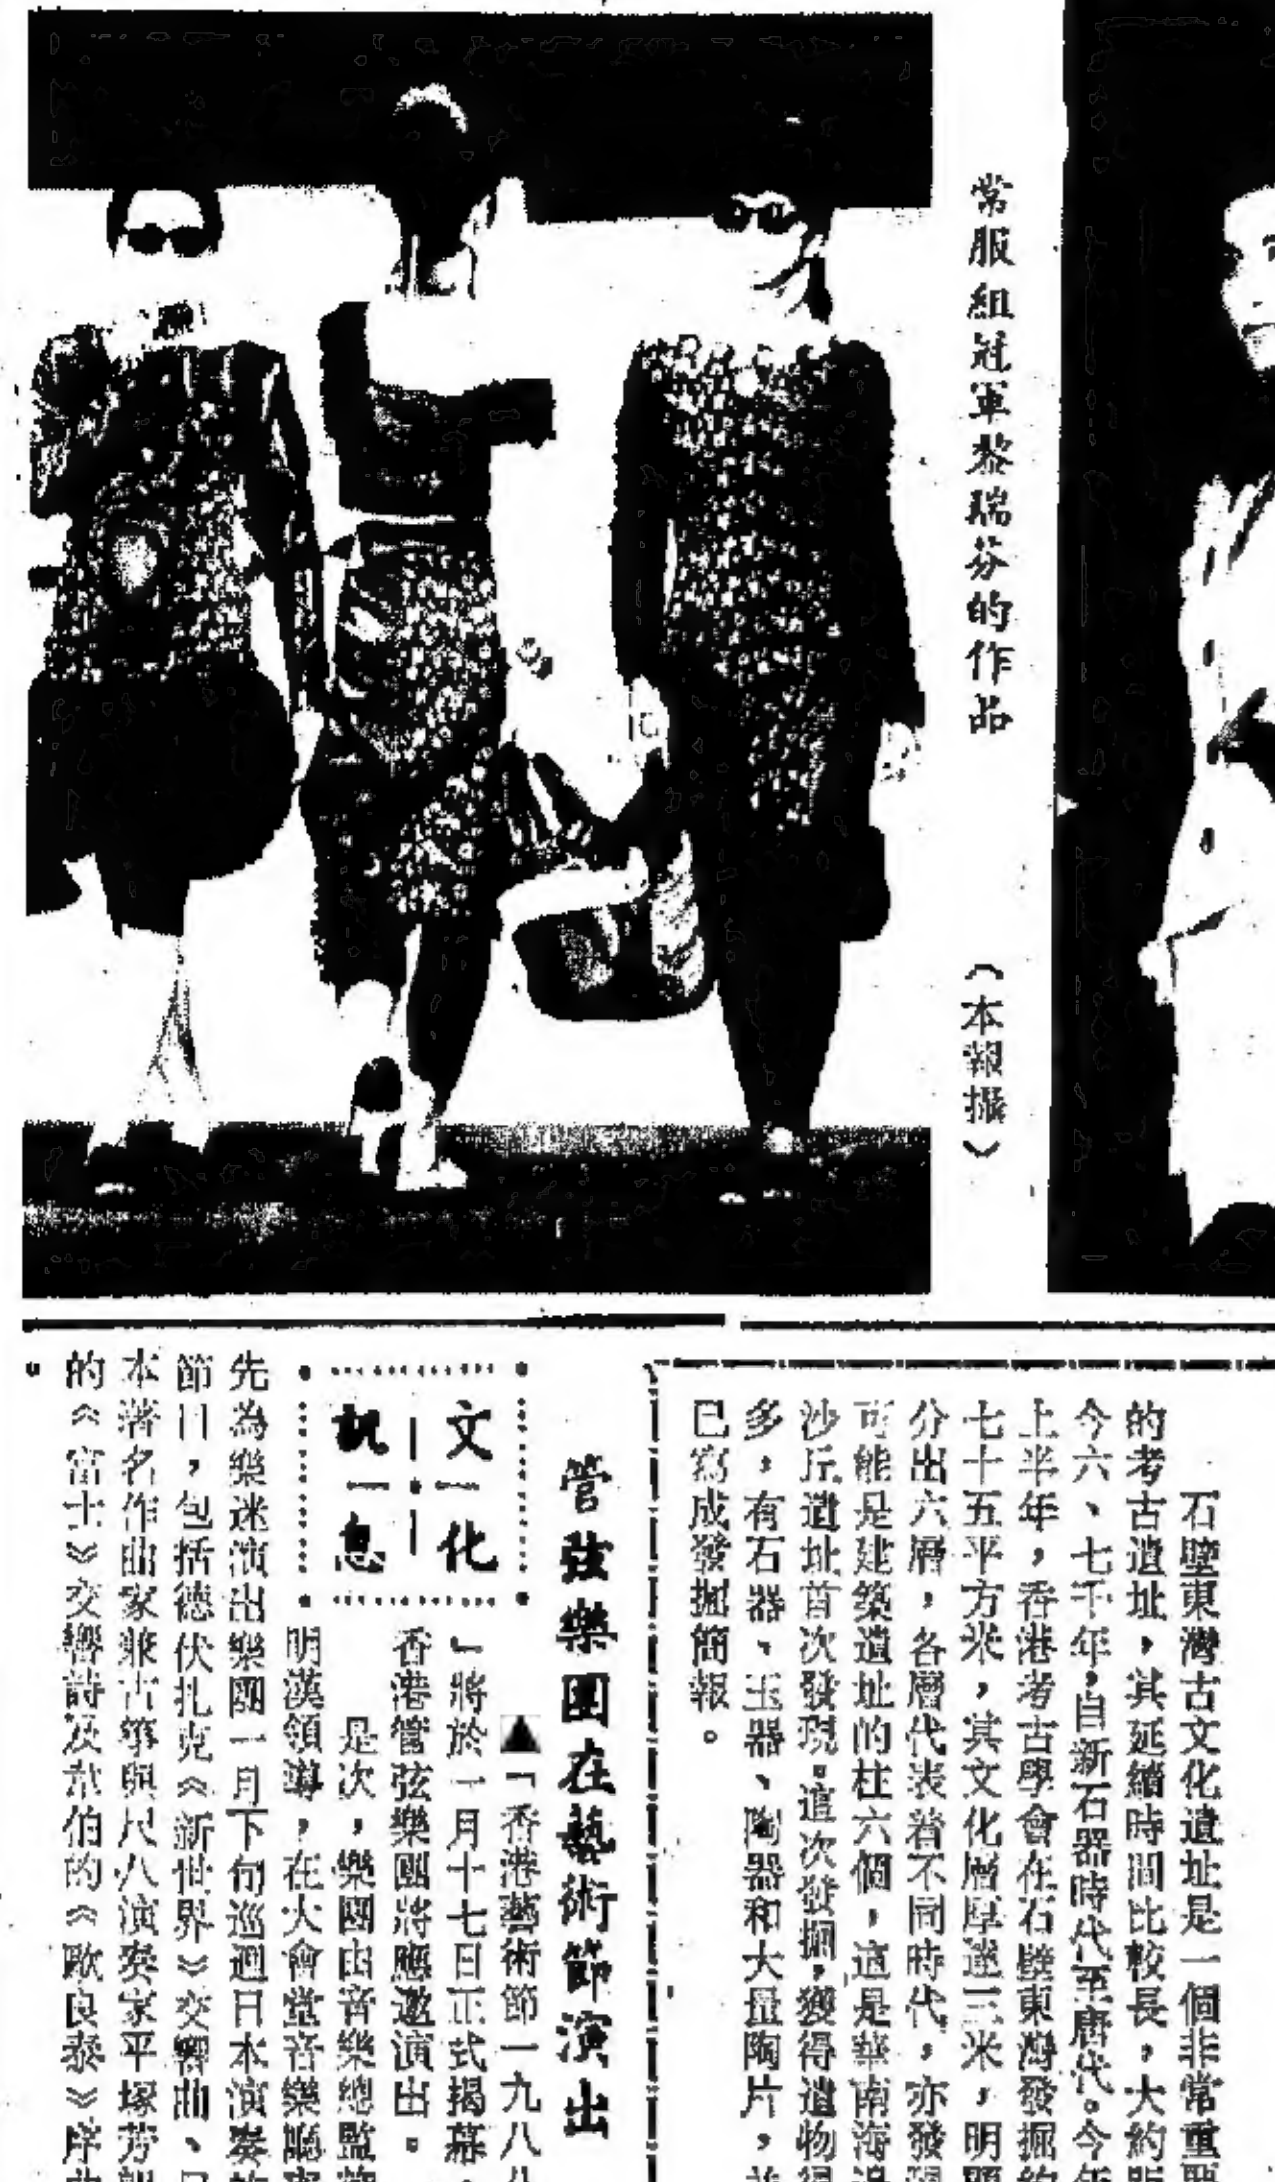 常服組冠軍黎瑞芬的作品
（本報攝）
石壁東灣古文化遺址是一個非常重要
的考古遺址，其延續時間比較長，大約距
今六、七千年，自新石器時代至唐代。今年
上半年，香港考古學會在石壁東灣發掘約
七十五平方米，其文化層厚達三米，明顯
分出六層，各層代表着不同時代，亦發現
可能是建築遺址的柱六個，這是華南海
沙丘遺址首次發現。這次發掘，獲得遺物
多，有石器、玉器、陶器和大量陶片，並
已寫成發掘簡報。
管弦樂團在藝術節演出
文化
訊息
▲「香港藝術節一九八
」將於一月十七日正式揭幕，
香港管弦樂團將應邀演出。
是次，樂團由音樂總監
明漢領導，在大會堂音樂廳
先為樂迷演出樂團一月下旬巡迴日本演奏
節目，包括德伏扎克《新世界》交響曲、日
本著名作曲家兼古箏與尺八演奏家平塚芳朗
的《富士》交響詩及韋伯的《歐良泰》序曲
。